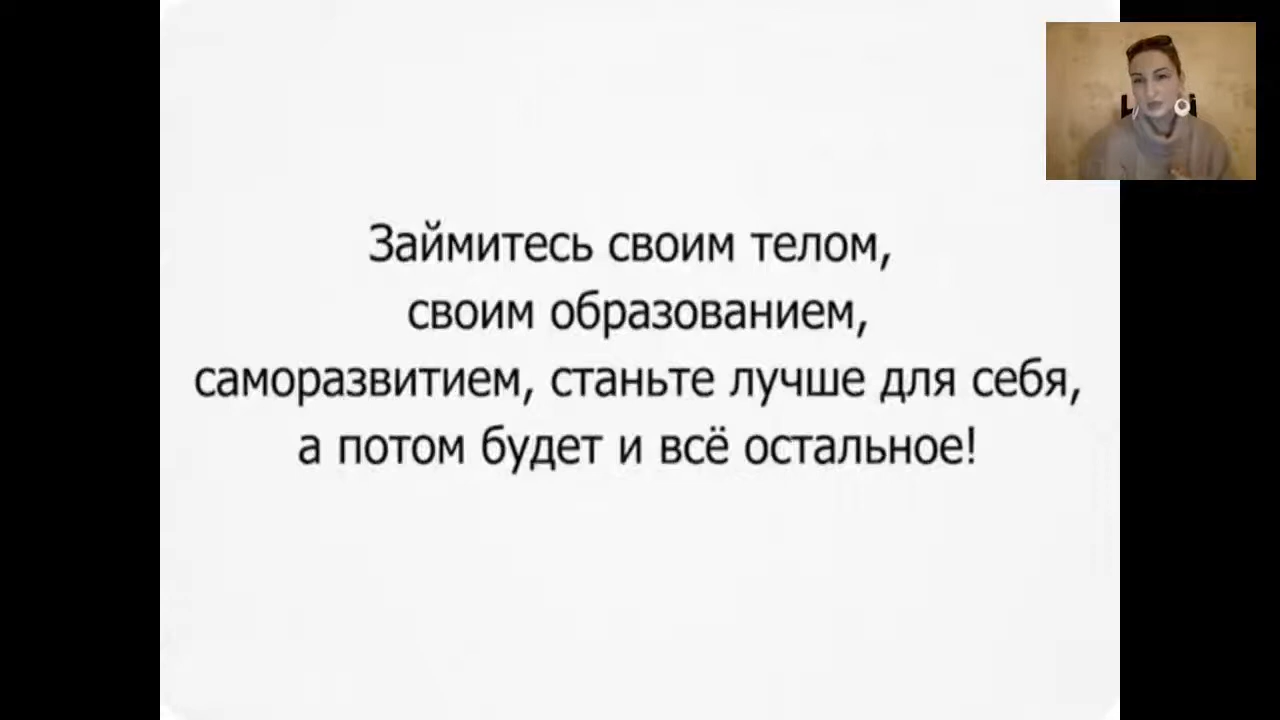 Займитесь своим телом,
своим образованием,
саморазвитием, станьте лучше для себя,
а потом будет и всё остальное!